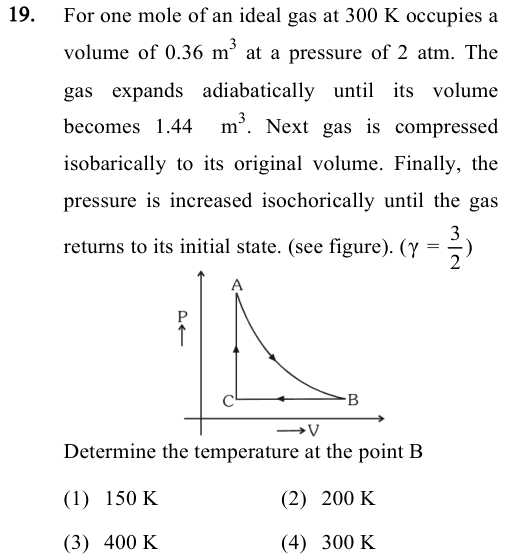 19. For one mole of an ideal gas at 300 K occupies a
volume of 0.36 m³ at a pressure of 2 atm. The
gas expands adiabatically until its volume
becomes 1.44 m³. Next gas is compressed
isobarically to its original volume. Finally, the
pressure is increased isochorically until the gas
returns to its initial state. (see figure). (γ = 3/2)
A
P
↑
C
B
→V
Determine the temperature at the point B
(1) 150 K (2) 200 K
(3) 400 K (4) 300 K